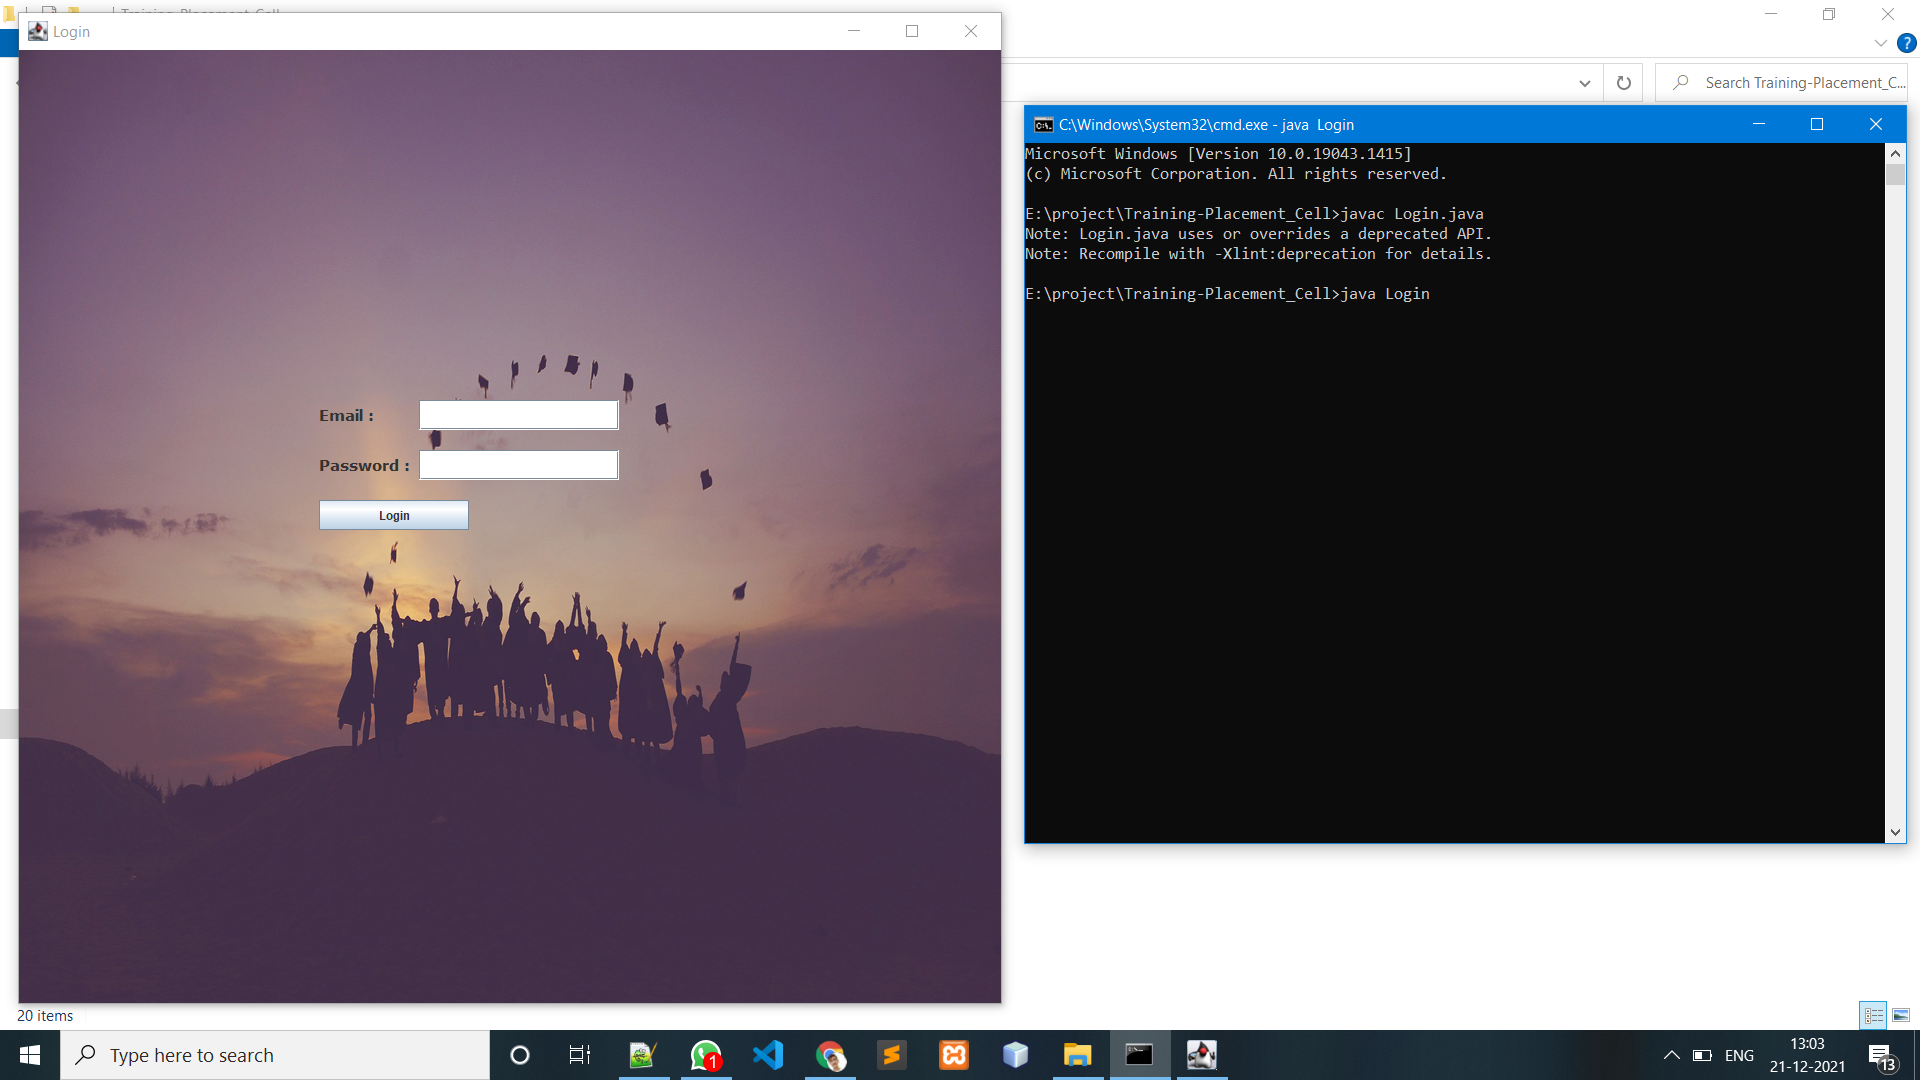 Login
Email :
Password :
Login
Search Training-Placement_C...
C:\Windows\System32\cmd.exe - java  Login
Microsoft Windows [Version 10.0.19043.1415]
(c) Microsoft Corporation. All rights reserved.
E:\project\Training-Placement_Cell>javac Login.java
Note: Login.java uses or overrides a deprecated API.
Note: Recompile with -Xlint:deprecation for details.
E:\project\Training-Placement_Cell>java Login
20 items
Type here to search
1
ENG
13:03
21-12-2021
13